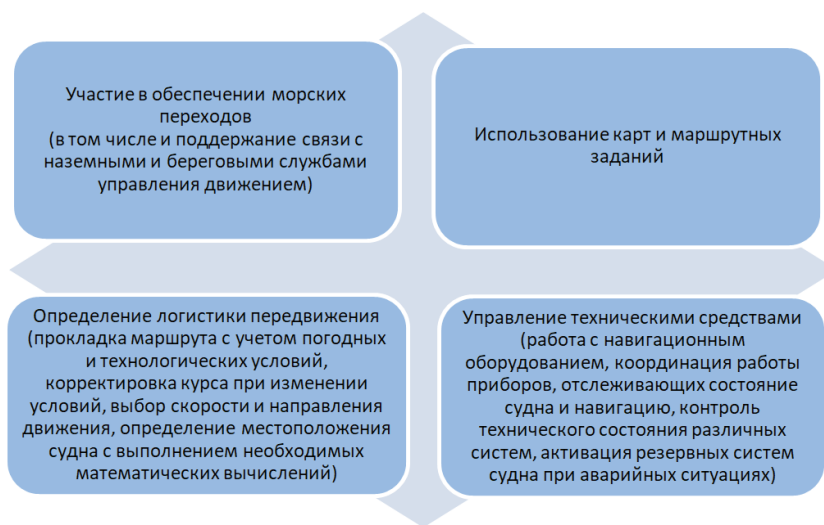 Участие в обеспечении морских
переходов
(в том числе и поддержание связи с
наземными и береговыми службами
управления движением)
Использование карт и маршрутных
заданий
Определение логистики передвижения
(прокладка маршрута с учетом погодных
и технологических условий,
корректировка курса при изменении
условий, выбор скорости и направления
движения, определение местоположения
судна с выполнением необходимых
математических вычислений)
Управление техническими средствами
(работа с навигационным
оборудованием, координация работы
приборов, отслеживающих состояние
судна и навигацию, контроль
технического состояния различных
систем, активация резервных систем
судна при аварийных ситуациях)